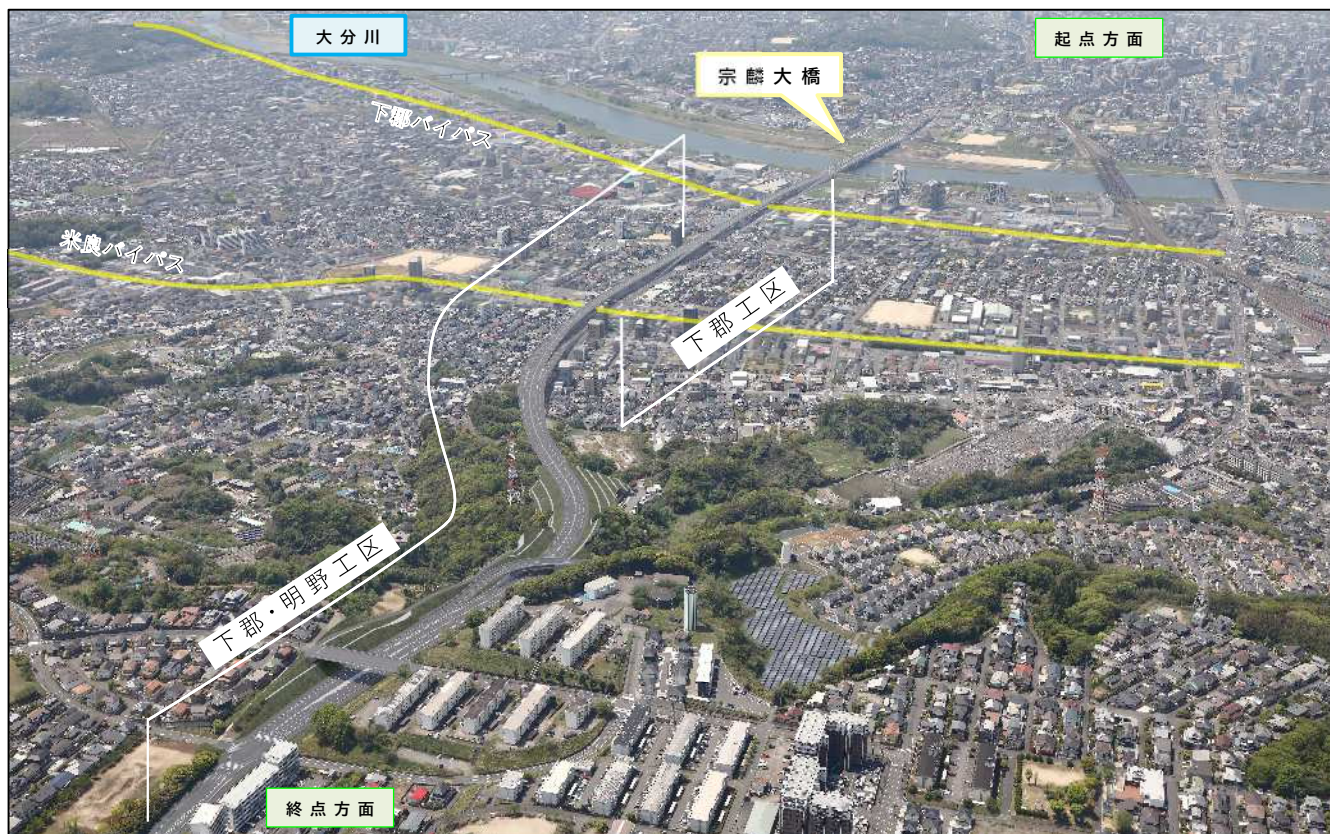 大分川
起点方面
宗麟大橋
下郡バイパス
米良バイパス
下郡工区
下郡・明野工区
終点方面